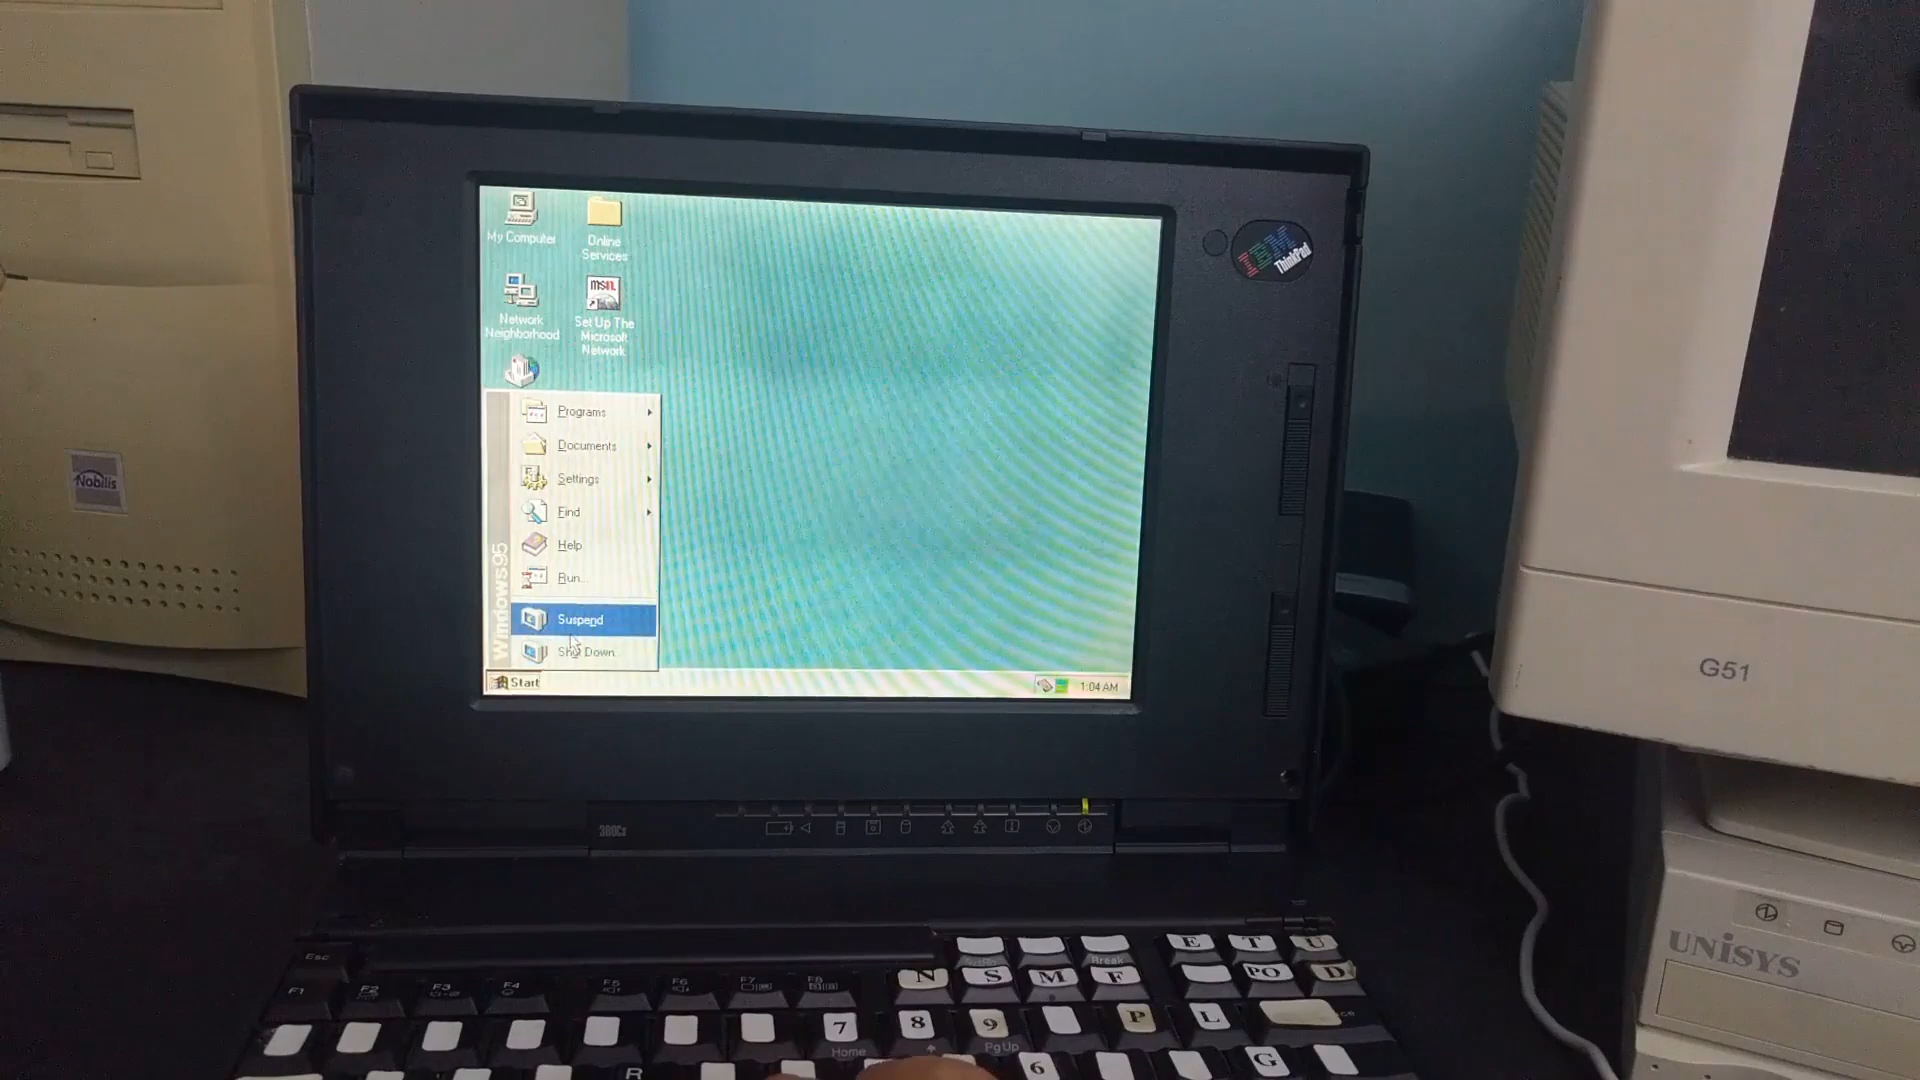 My Computer
Online
Services
IBM
ThinkPad
Network
Neighborhood
msn
Set Up The
Microsoft
Network
Programs
Documents
Settings
Find
Help
Run...
Suspend
Shut Down
Windows95
Start
1:04 AM
Nobilis
G51
UNiSYS
Esc
Break
E T U
F1 F2 F3 F4 F5 F6 F7 F8
N S M F PO D
7 8 9 P L
Home
PgUp
R 6 G